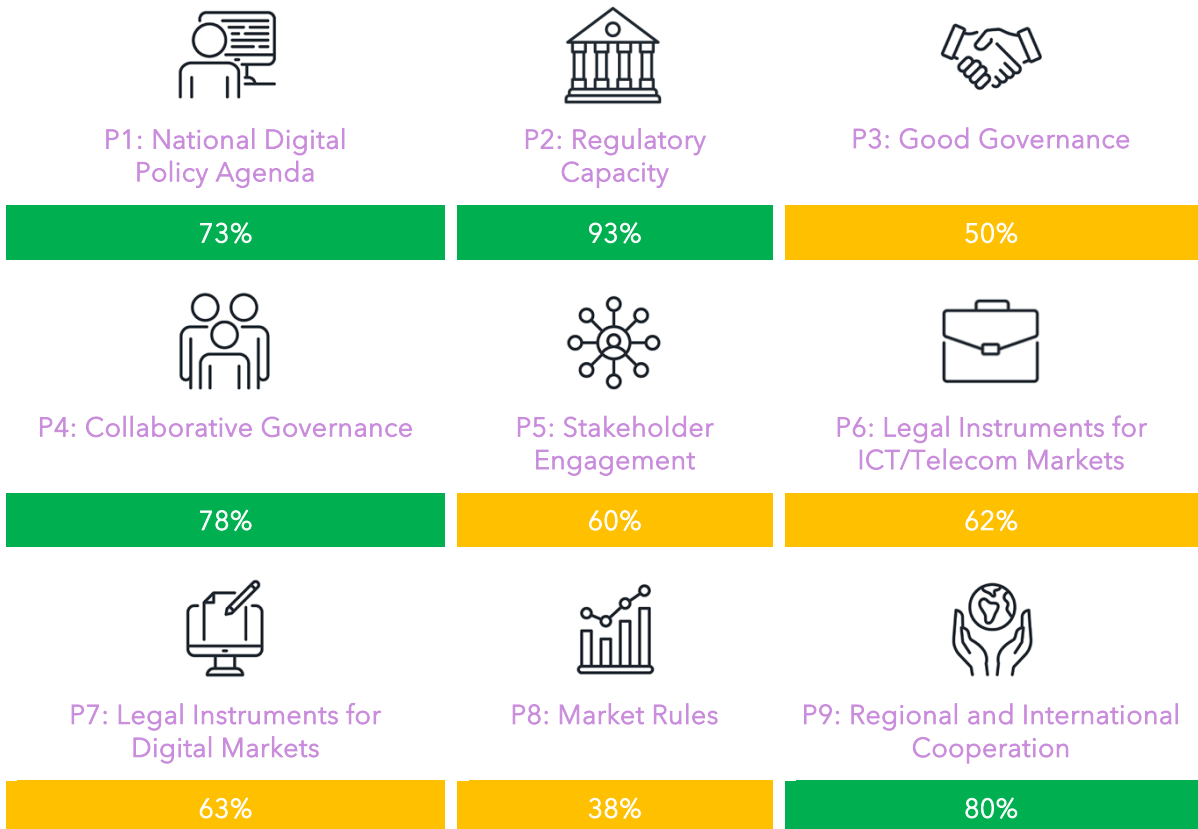 P1: National Digital
Policy Agenda
P2: Regulatory
Capacity
P3: Good Governance
73%
93%
50%
P4: Collaborative Governance
P5: Stakeholder
Engagement
P6: Legal Instruments for
ICT/Telecom Markets
78%
60%
62%
P7: Legal Instruments for
Digital Markets
P8: Market Rules
P9: Regional and International
Cooperation
63%
38%
80%